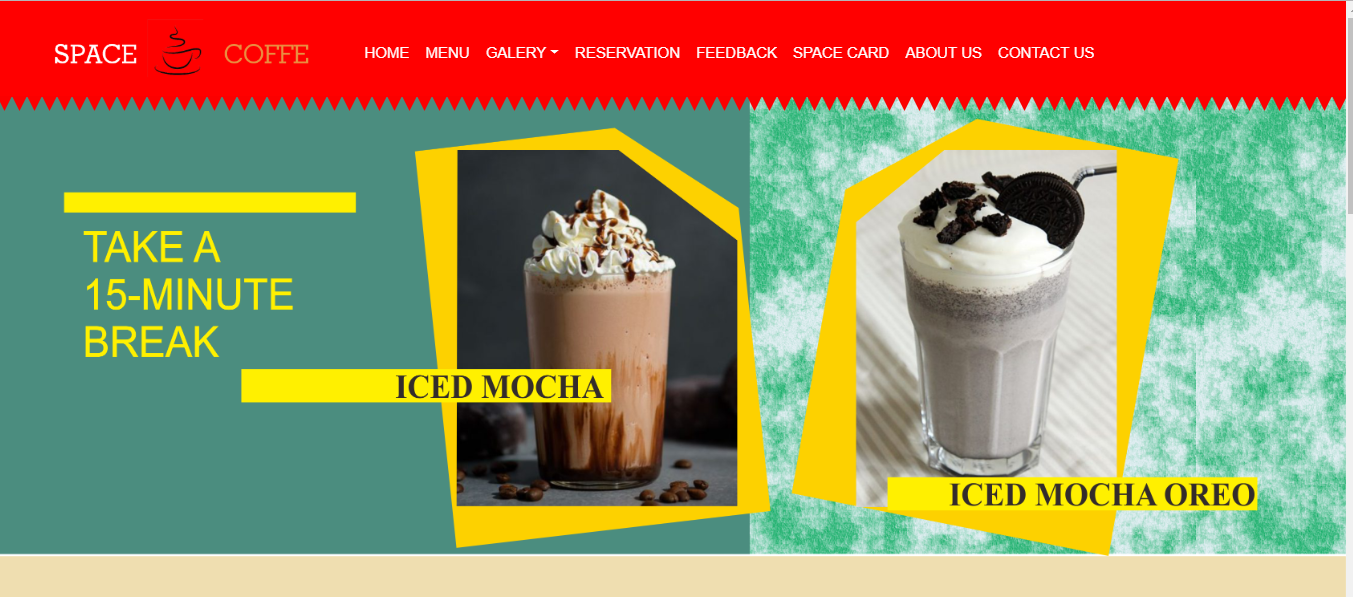 SPACE COFFE
HOME MENU GALERY RESERVATION FEEDBACK SPACE CARD ABOUT US CONTACT US
TAKE A
15-MINUTE
BREAK
ICED MOCHA
ICED MOCHA OREO